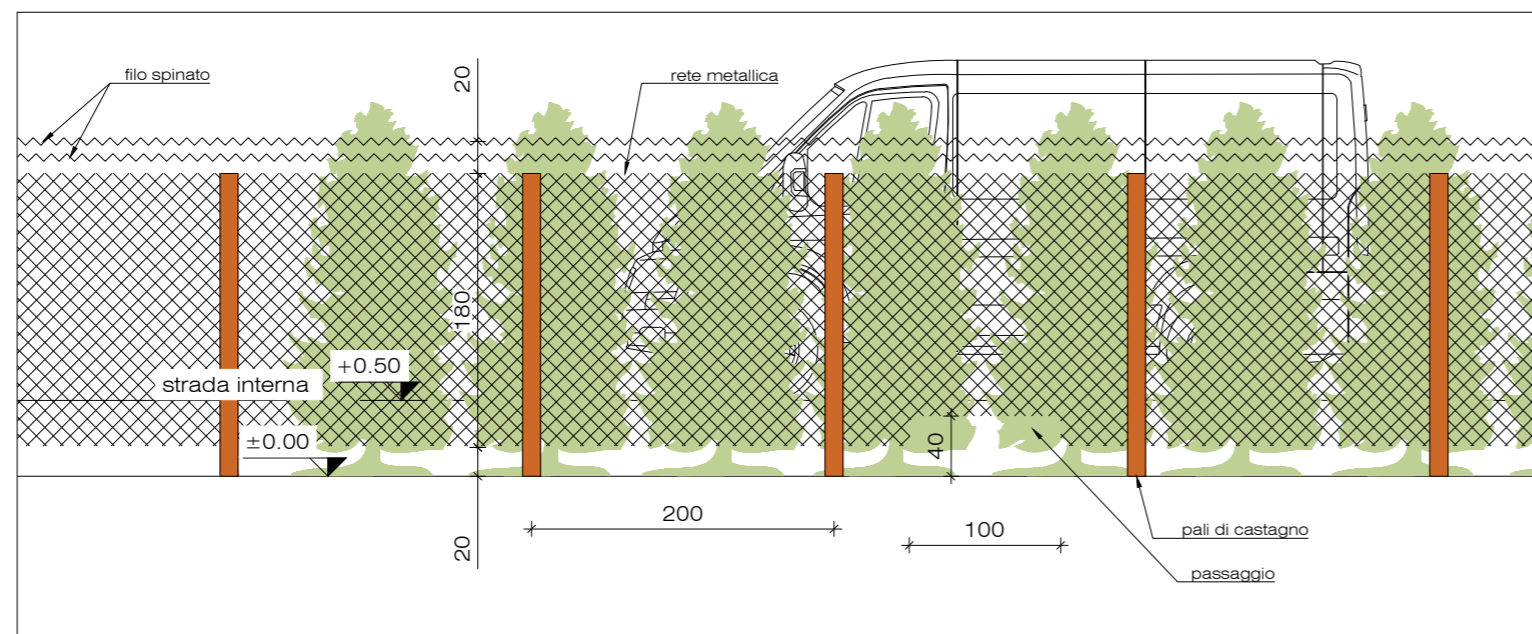 filo spinato
20
rete metallica
180
+0.50
strada interna
±0.00
40
200
100
20
pali di castagno
passaggio